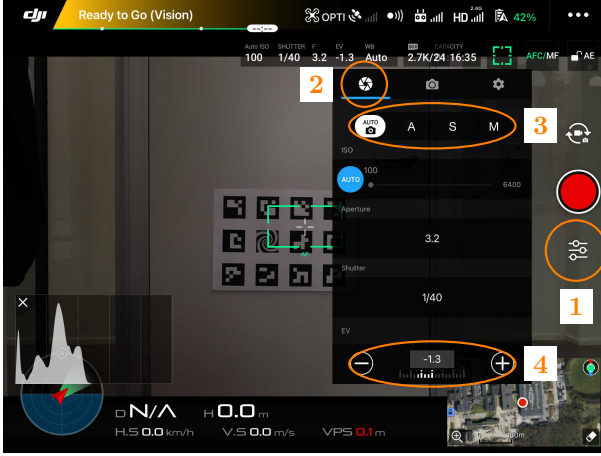 dji Ready to Go (Vision) OPTI HD 2.4G 42%
--:--
Auto ISO SHUTTER F EV WB CAPACITY
100 1/40 3.2 -1.3 Auto 2.7K/24 16:35 AFC/MF AE
2
AUTO A S M 3
ISO
AUTO 100 6400
Aperture
3.2
AF
Shutter
1/40
1
EV
-1.3 4
D N/A H 0.0 m
H.S 0.0 km/h V.S 0.0 m/s VPS 0.1 m